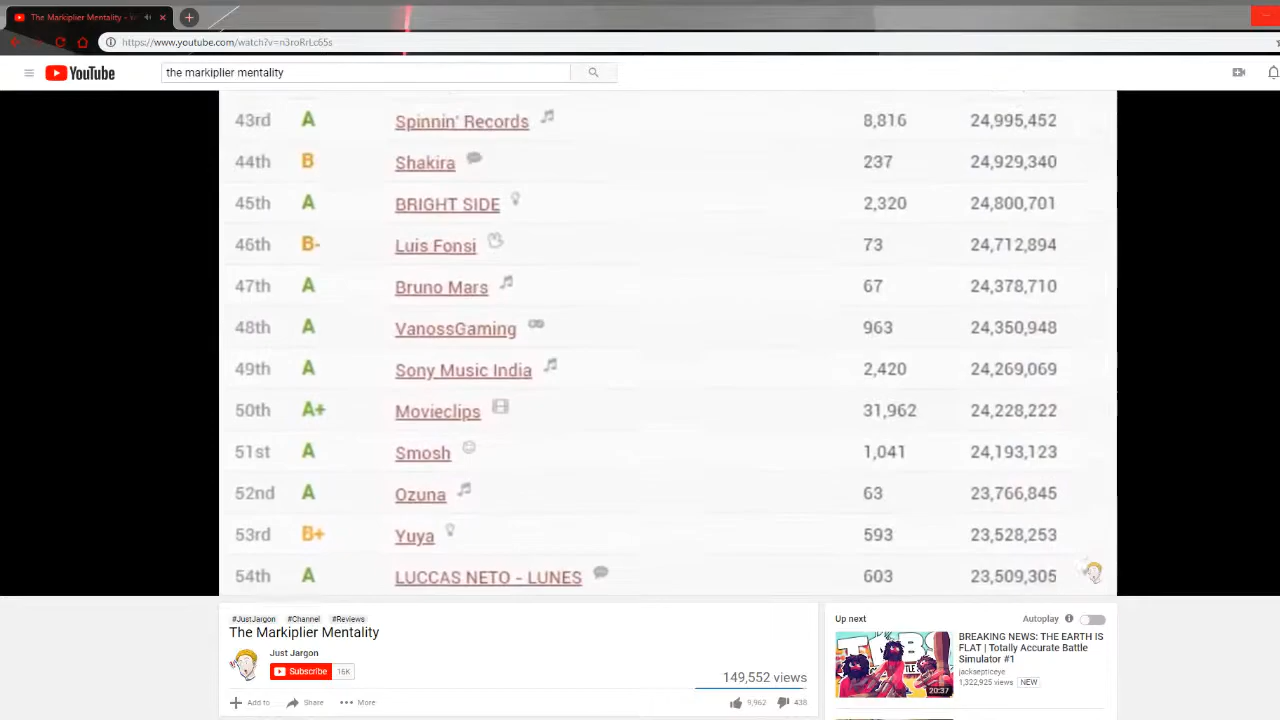 The Markiplier Mentality - 
https://www.youtube.com/watch?v=n3roRrLc65s
YouTube
the markiplier mentality
43rd A Spinnin' Records 8,816 24,995,452
44th B Shakira 237 24,929,340
45th A BRIGHT SIDE 2,320 24,800,701
46th B- Luis Fonsi 73 24,712,894
47th A Bruno Mars 67 24,378,710
48th A VanossGaming 963 24,350,948
49th A Sony Music India 2,420 24,269,069
50th A+ Movieclips 31,962 24,228,222
51st A Smosh 1,041 24,193,123
52nd A Ozuna 63 23,766,845
53rd B+ Yuya 593 23,528,253
54th A LUCCAS NETO - LUNES 603 23,509,305
#JustJargon #Channel #Reviews
The Markiplier Mentality
Just Jargon
Subscribe 16K
149,552 views
Add to Share More 9,962 438
Up next Autoplay
BREAKING NEWS: THE EARTH IS
FLAT | Totally Accurate Battle
Simulator #1
jacksepticeye
1,322,925 views NEW
20:37